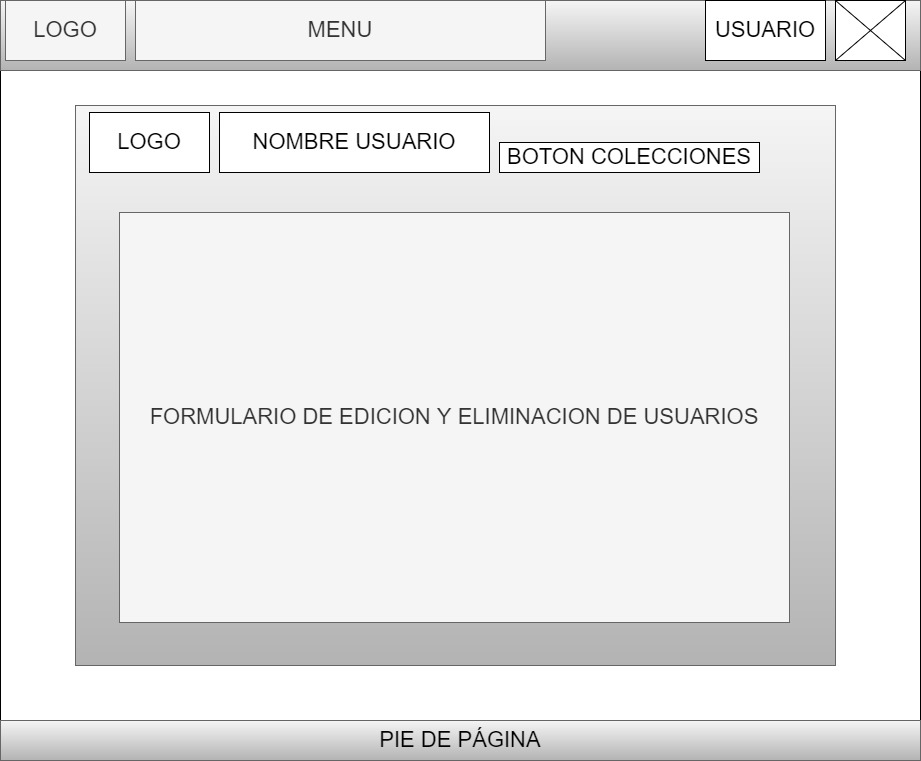 LOGO
MENU
USUARIO
LOGO
NOMBRE USUARIO
BOTON COLECCIONES
FORMULARIO DE EDICION Y ELIMINACION DE USUARIOS
PIE DE PÁGINA